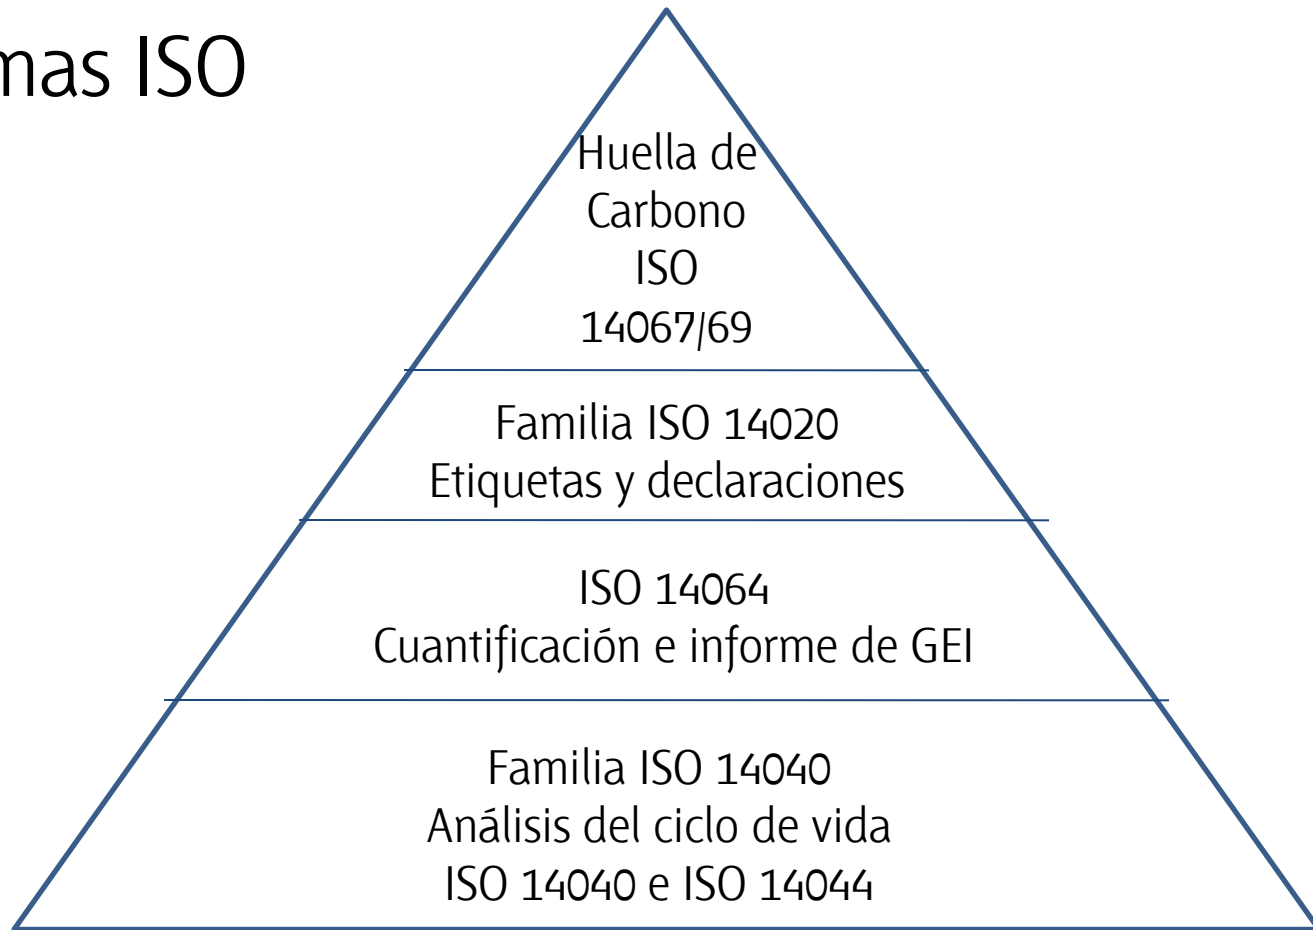 mas ISO
Huella de
Carbono
ISO
14067/69
Familia ISO 14020
Etiquetas y declaraciones
ISO 14064
Cuantificación e informe de GEI
Familia ISO 14040
Análisis del ciclo de vida
ISO 14040 e ISO 14044